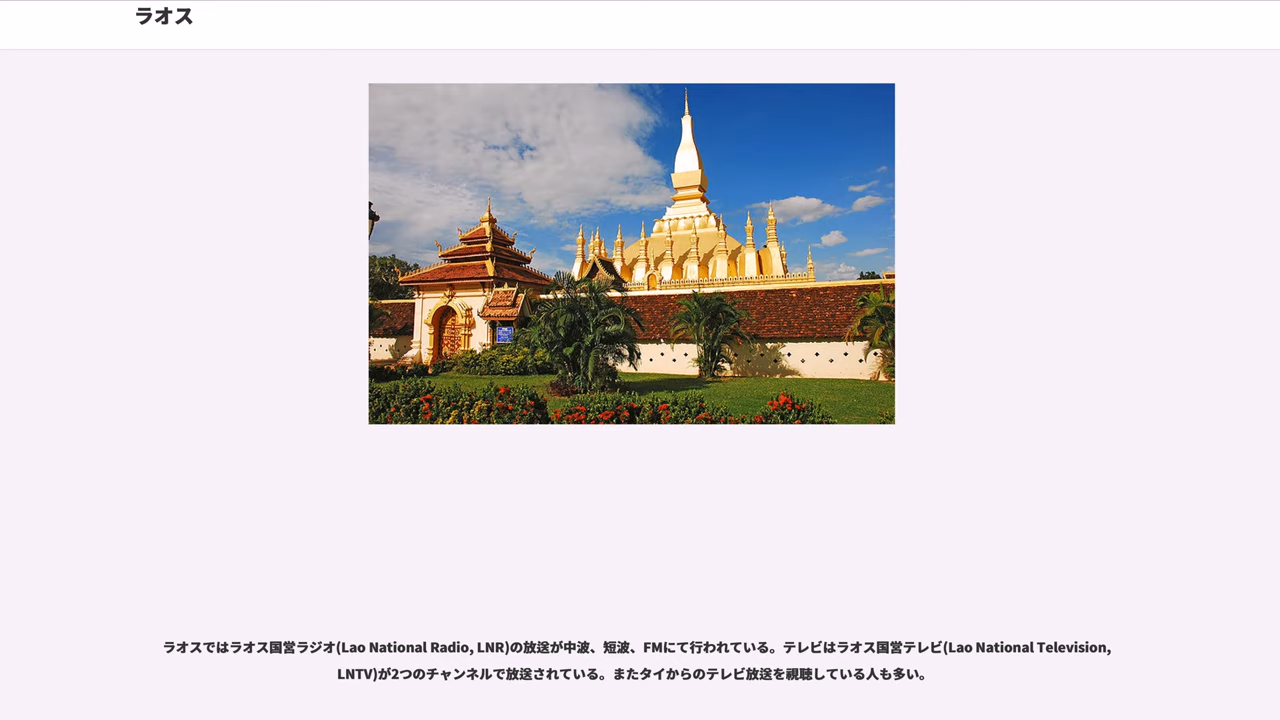 ラオス
ラオスではラオス国営ラジオ(Lao National Radio, LNR)の放送が中波、短波、FMにて行われている。テレビはラオス国営テレビ(Lao National Television,
LNTV)が2つのチャンネルで放送されている。またタイからのテレビ放送を視聴している人も多い。